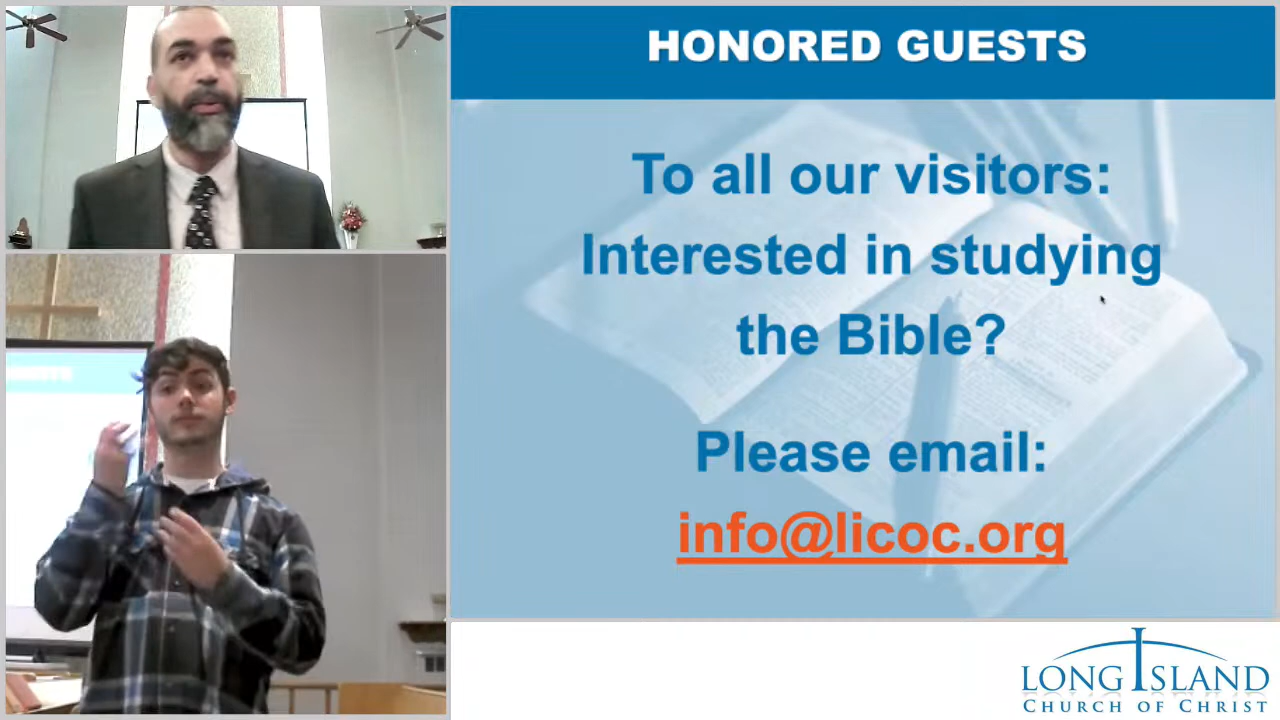 HONORED GUESTS
To all our visitors:
Interested in studying
the Bible?
Please email:
info@licoc.org
LONG ISLAND
CHURCH OF CHRIST